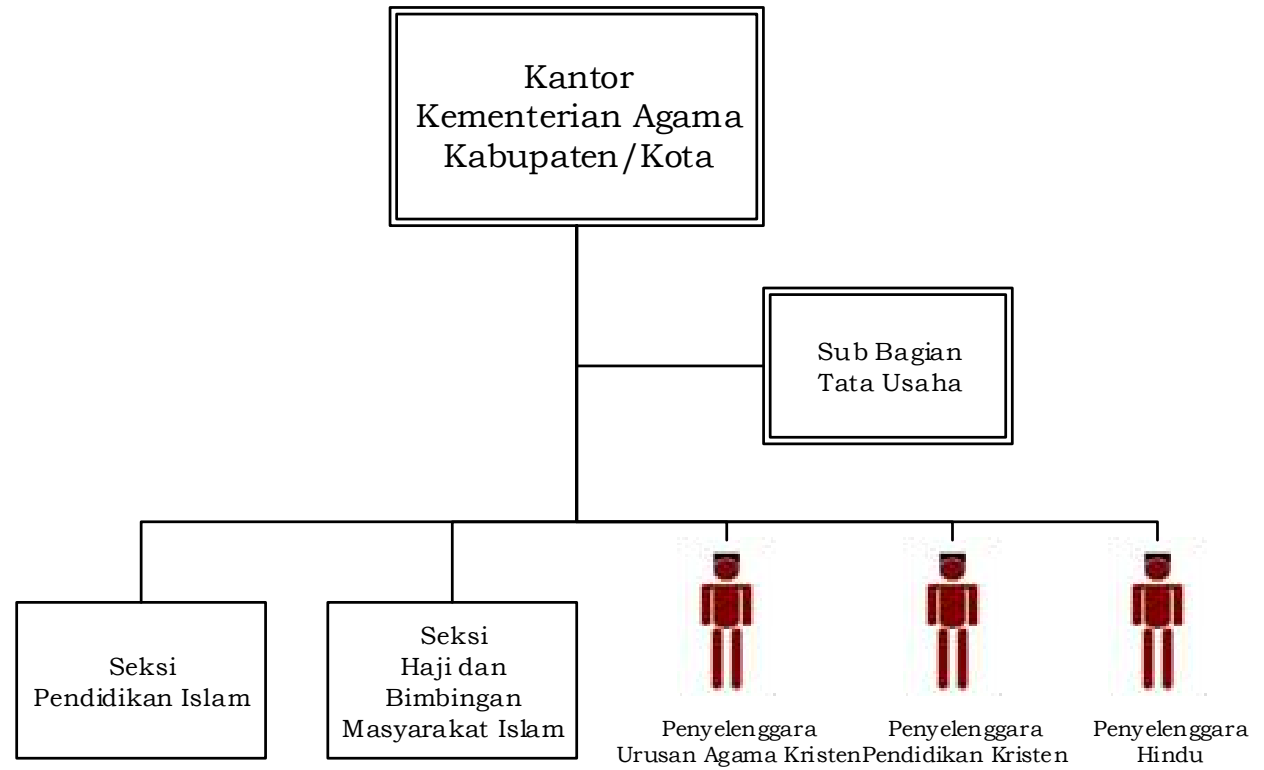 Kantor
Kementerian Agama
Kabupaten/Kota
Sub Bagian
Tata Usaha
Seksi
Pendidikan Islam
Seksi
Haji dan
Bimbingan
Masyarakat Islam
Penyelenggara
Urusan Agama Kristen
Penyelenggara
Pendidikan Kristen
Penyelenggara
Hindu